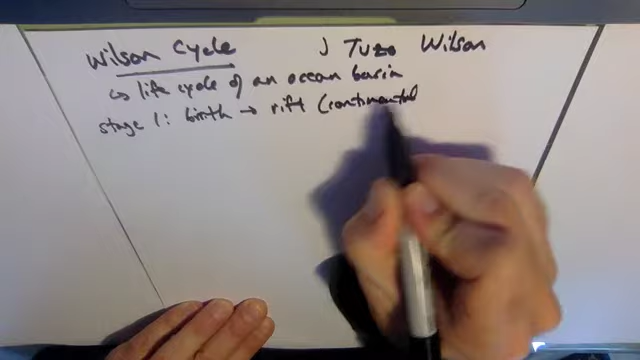 Wilson Cycle J Tuzo Wilson
↳ life cycle of an ocean basin
stage 1: birth → rift (continental